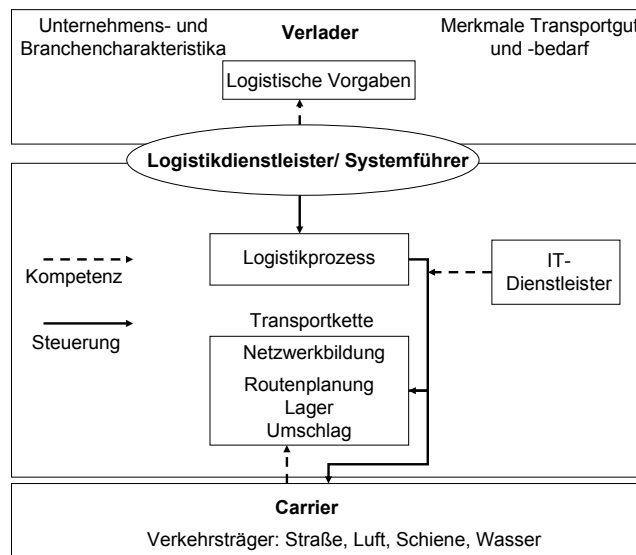 Unternehmens- und
Branchencharakteristika
Verlader
Merkmale Transportgut
und -bedarf
Logistische Vorgaben
Logistikdienstleister/ Systemführer
Logistikprozess
IT-
Dienstleister
Kompetenz
Steuerung
Transportkette
Netzwerkbildung
Routenplanung
Lager
Umschlag
Carrier
Verkehrsträger: Straße, Luft, Schiene, Wasser